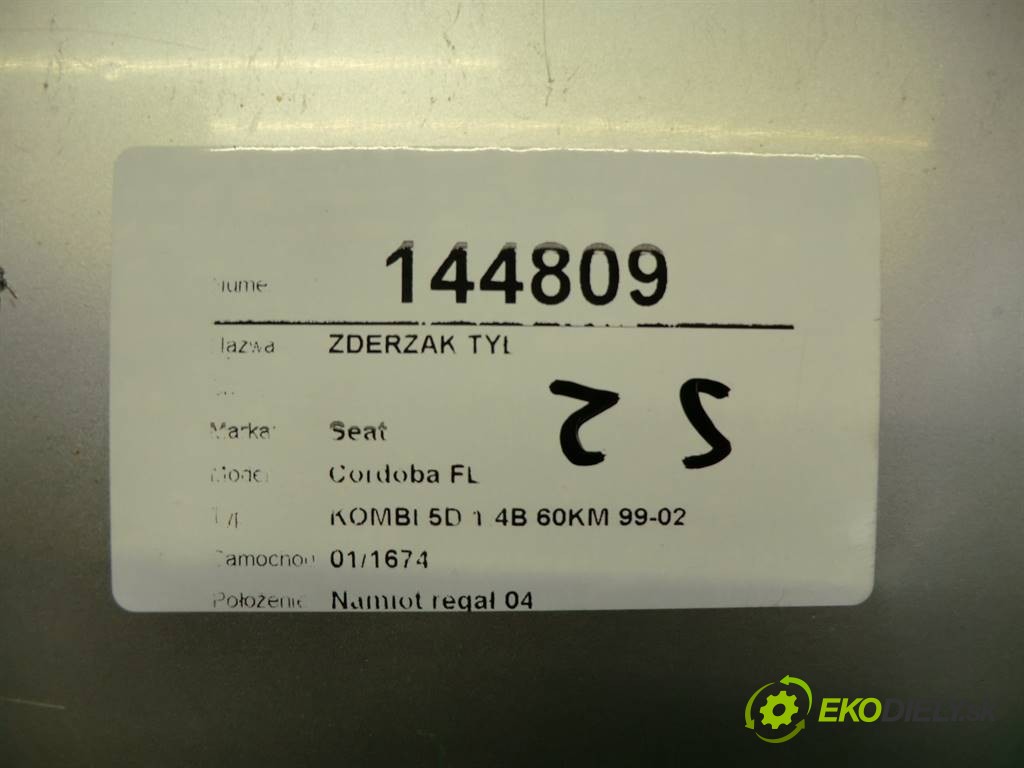 144809
ZDERZAK TYŁ
Marka: Seat
Cordoba FL
KOMBI 5D 1.4B 60KM 99-02
01/1674
Położenie Namiot regał 04
EKODIELY.SK